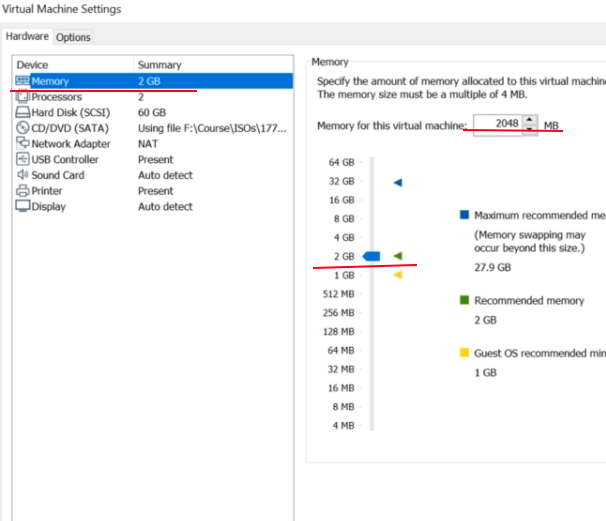 Virtual Machine Settings
Hardware Options
Device Summary
Memory 2 GB
Processors 2
Hard Disk (SCSI) 60 GB
CD/DVD (SATA) Using file F:\Course\ISOs\177...
Network Adapter NAT
USB Controller Present
Sound Card Auto detect
Printer Present
Display Auto detect
Memory
Specify the amount of memory allocated to this virtual machin
The memory size must be a multiple of 4 MB.
Memory for this virtual machine: 2048 MB
64 GB
32 GB
16 GB
8 GB
4 GB
2 GB
1 GB
512 MB
256 MB
128 MB
64 MB
32 MB
16 MB
8 MB
4 MB
Maximum recommended me
(Memory swapping may
occur beyond this size.)
27.9 GB
Recommended memory
2 GB
Guest OS recommended min
1 GB